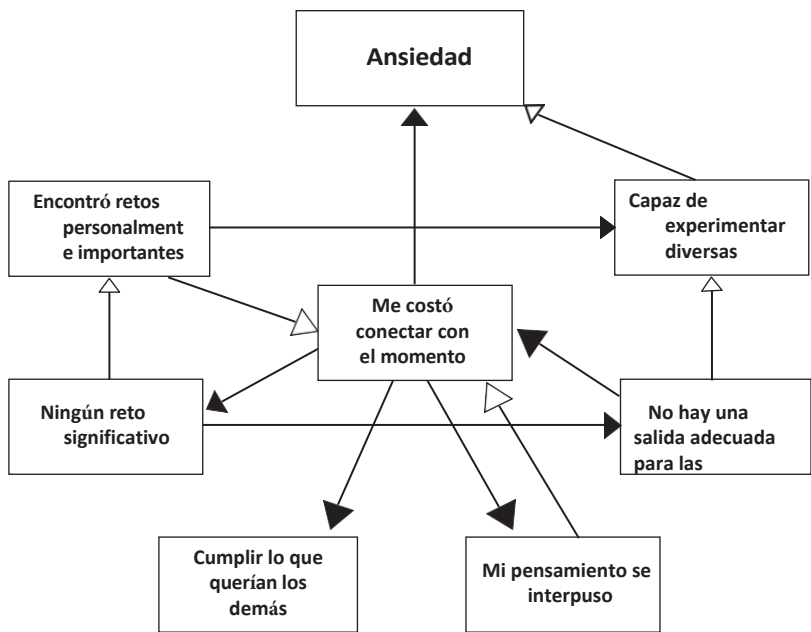 Ansiedad
Encontró retos
personalment
e importantes
Capaz de
experimentar
diversas
Me costó
conectar con
el momento
Ningún reto
significativo
No hay una
salida adecuada
para las
Cumplir lo que
querían los
demás
Mi pensamiento se
interpuso